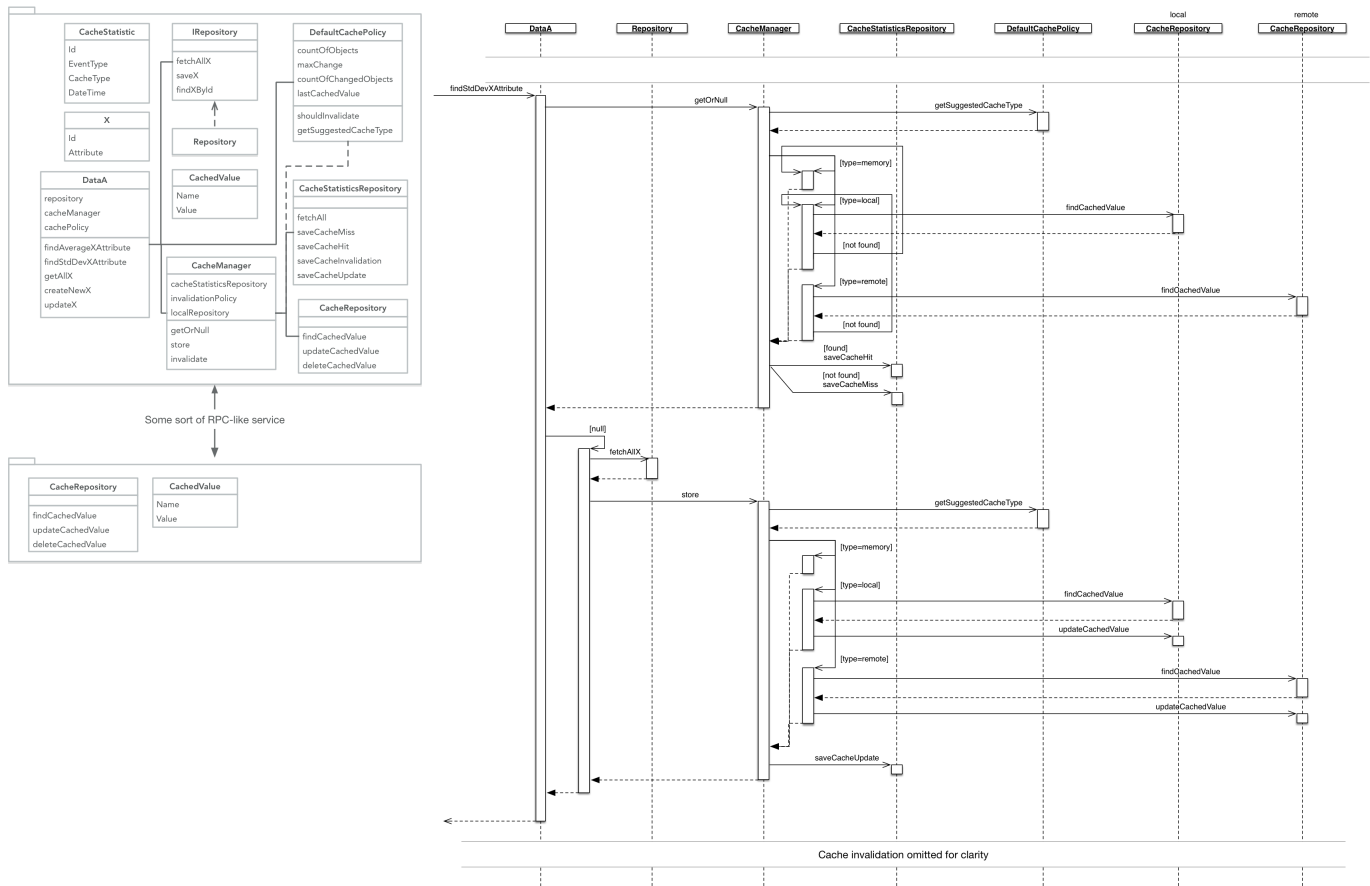 CacheStatistic
Id
EventType
CacheType
DateTime
X
Id
Attribute
IRepository
fetchAllX
saveX
findXById
Repository
CachedValue
Name
Value
DefaultCachePolicy
countOfObjects
maxChange
countOfChangedObjects
lastCachedValue
shouldInvalidate
getSuggestedCacheType
DataA
repository
cacheManager
cachePolicy
findAverageXAttribute
findStdDevXAttribute
getAllX
createNewX
updateX
CacheManager
cacheStatisticsRepository
invalidationPolicy
localRepository
getOrNull
store
invalidate
CacheStatisticsRepository
fetchAll
saveCacheMiss
saveCacheHit
saveCacheInvalidation
saveCacheUpdate
CacheRepository
findCachedValue
updateCachedValue
deleteCachedValue
Some sort of RPC-like service
CacheRepository
findCachedValue
updateCachedValue
deleteCachedValue
CachedValue
Name
Value
local
remote
DataA
Repository
CacheManager
CacheStatisticsRepository
DefaultCachePolicy
CacheRepository
CacheRepository
findStdDevXAttribute
getOrNull
getSuggestedCacheType
[type=memory]
[type=local]
findCachedValue
[not found]
[type=remote]
findCachedValue
[not found]
[found]
saveCacheHit
[not found]
saveCacheMiss
[null]
fetchAllX
store
getSuggestedCacheType
[type=memory]
[type=local]
findCachedValue
updateCachedValue
[type=remote]
findCachedValue
updateCachedValue
saveCacheUpdate
Cache invalidation omitted for clarity